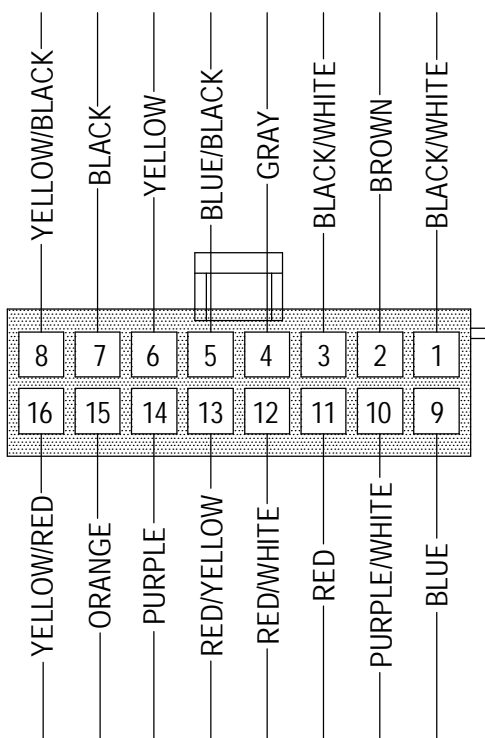 YELLOW/BLACK
BLACK
YELLOW
BLUE/BLACK
GRAY
BLACK/WHITE
BROWN
BLACK/WHITE
8 7 6 5 4 3 2 1
16 15 14 13 12 11 10 9
YELLOW/RED
ORANGE
PURPLE
RED/YELLOW
RED/WHITE
RED
PURPLE/WHITE
BLUE